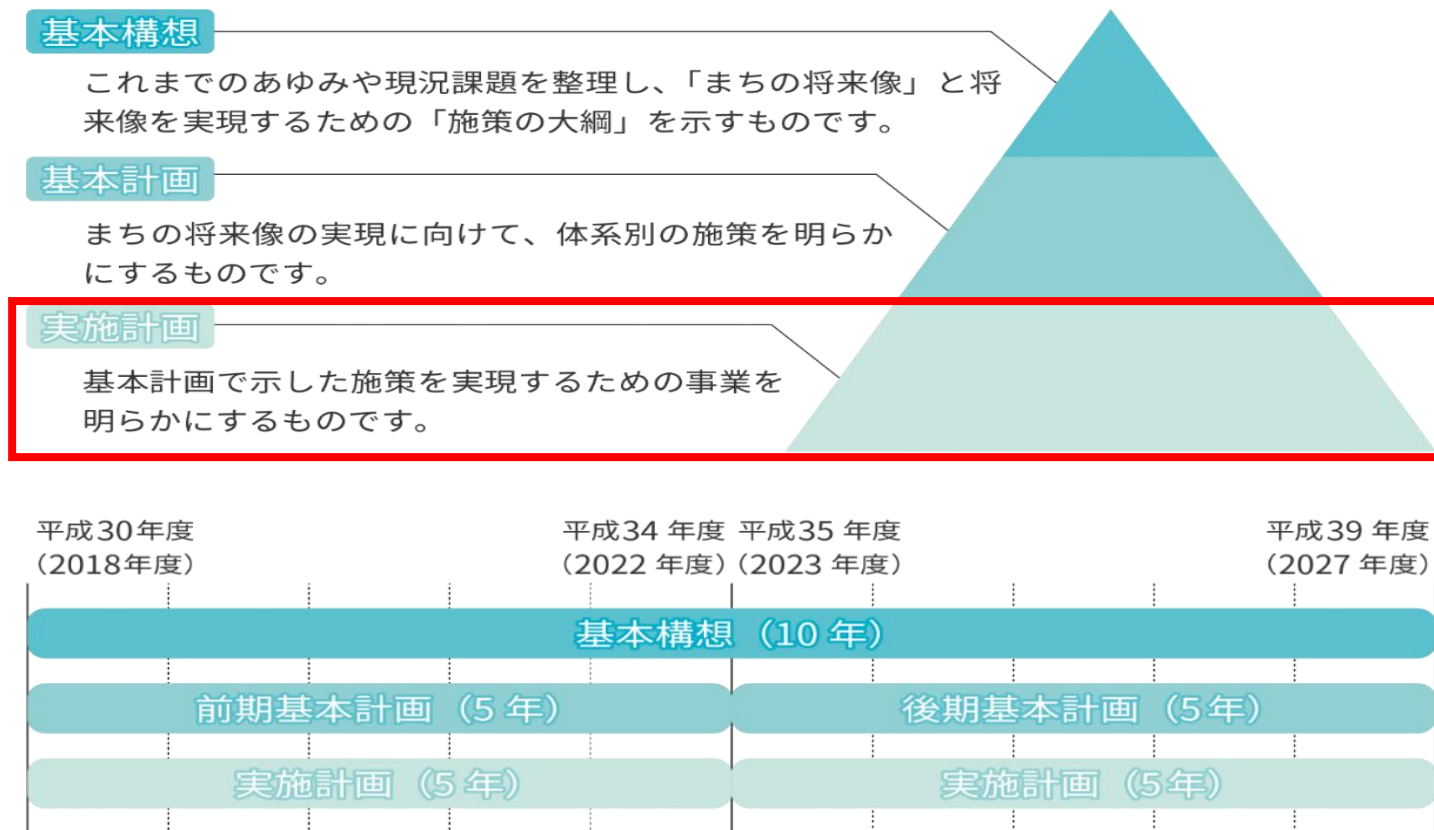 基本構想
これまでのあゆみや現況課題を整理し、「まちの将来像」と将
来像を実現するための「施策の大綱」を示すものです。
基本計画
まちの将来像の実現に向けて、体系別の施策を明らか
にするものです。
実施計画
基本計画で示した施策を実現するための事業を
明らかにするものです。
平成30年度 平成34 年度 平成35 年度 平成39 年度
（2018年度） （2022 年度）（2023 年度） （2027 年度）
基本構想（10 年）
前期基本計画（5 年） 後期基本計画（5年）
実施計画（5 年） 実施計画（5年）